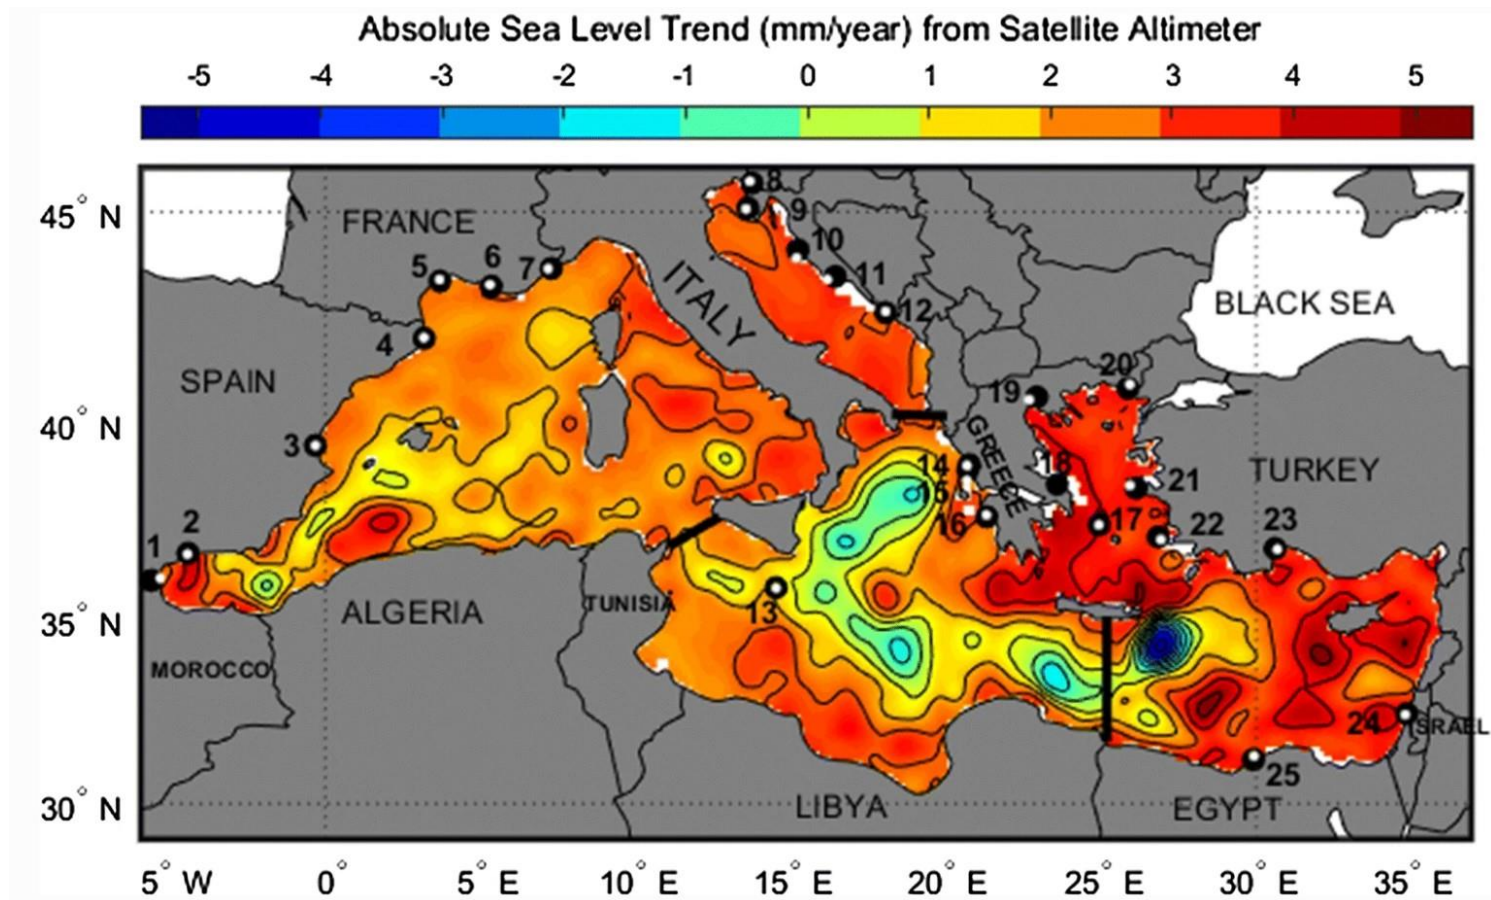 Absolute Sea Level Trend (mm/year) from Satellite Altimeter
-5 -4 -3 -2 -1 0 1 2 3 4 5
8
45° N
FRANCE
9
10
5 6 7
ITALY
11
BLACK SEA
12
4
SPAIN
20
19
40° N
3
GREECE
14
18
TURKEY
15
21
16
17
22
23
1 2
35° N
ALGERIA
TUNISIA
13
MOROCCO
24
SRAEL
25
30° N
LIBYA
EGYPT
5° W 0° 5° E 10° E 15° E 20° E 25° E 30° E 35° E